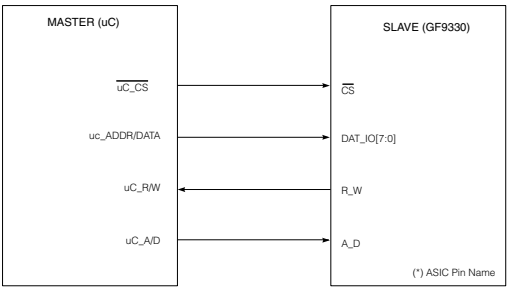 MASTER (uC)
SLAVE (GF9330)
uC_CS
CS
uc_ADDR/DATA
DAT_IO[7:0]
uC_R/W
R_W
uC_A/D
A_D
(*) ASIC Pin Name